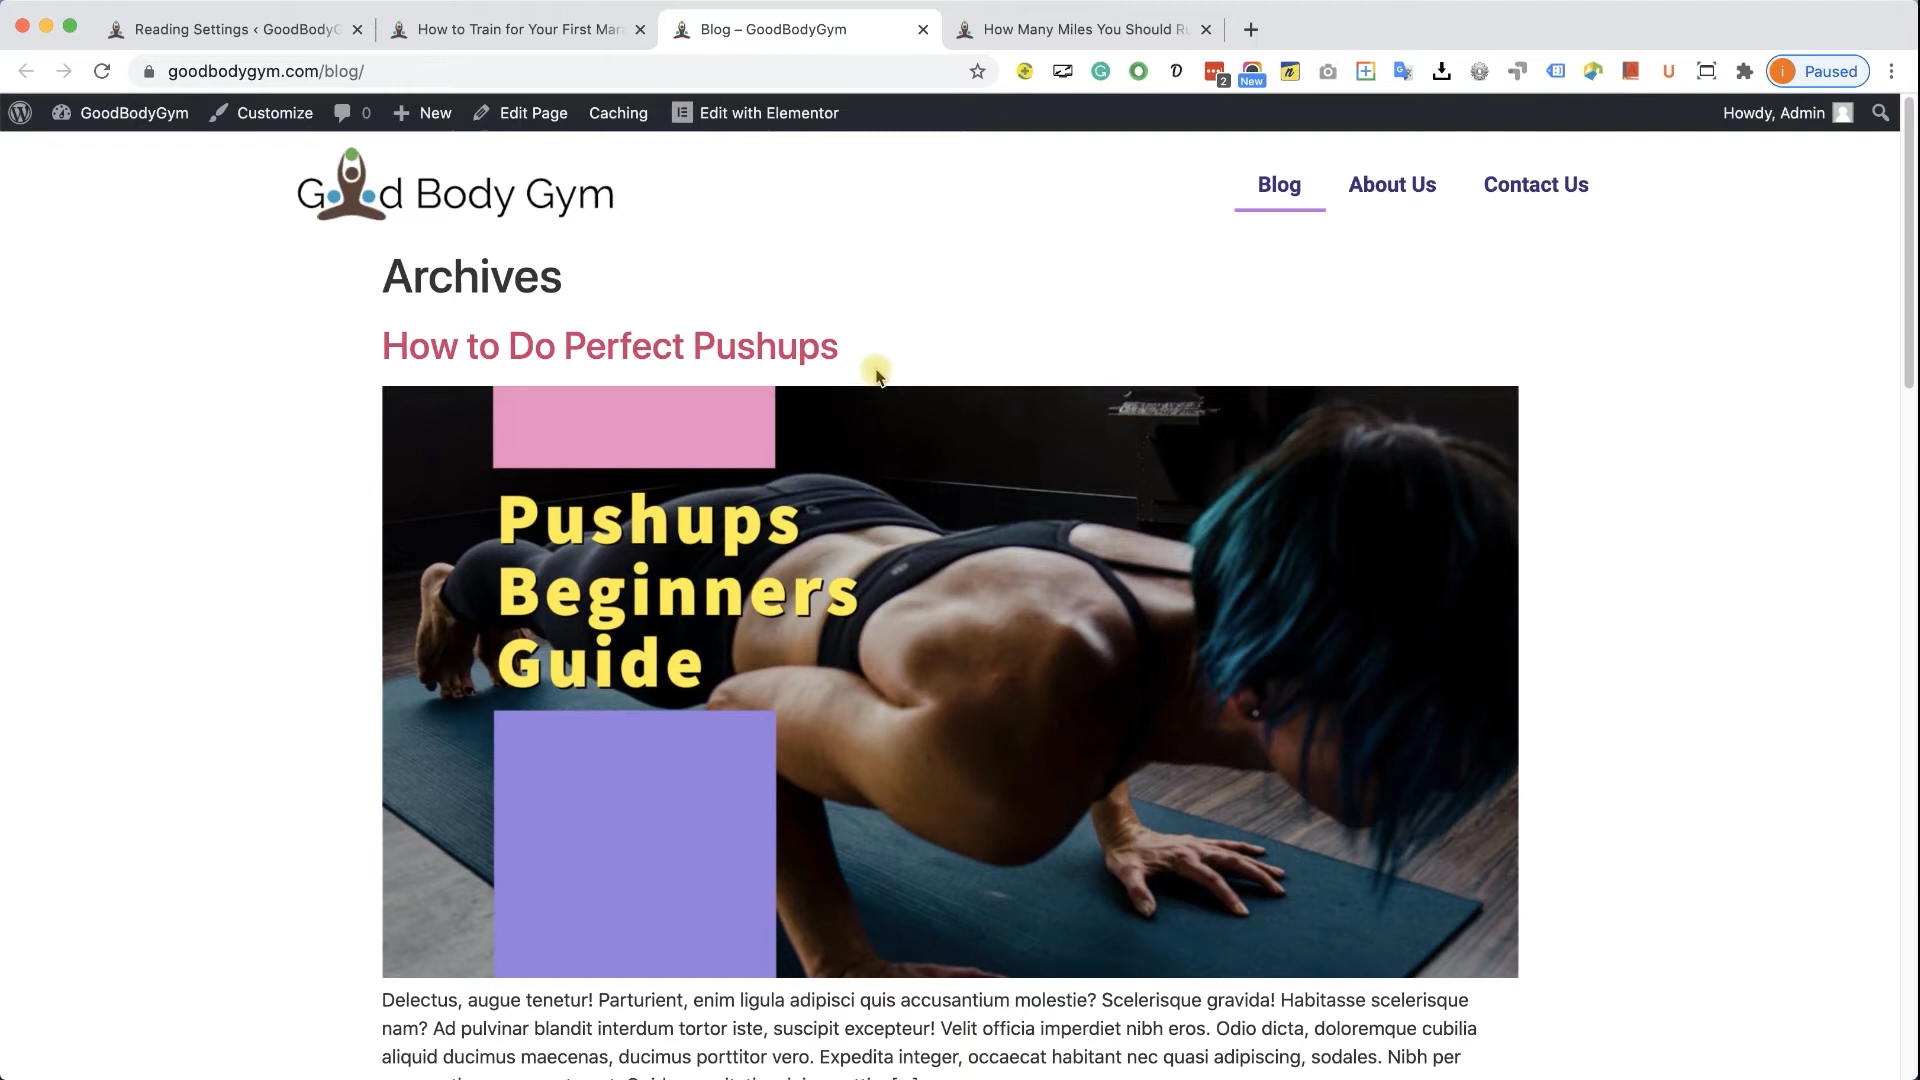 Reading Settings ‹ GoodBodyG
How to Train for Your First Mar
Blog – GoodBodyGym
How Many Miles You Should Ru
goodbodygym.com/blog/
2
New
Paused
GoodBodyGym
Customize
0
New
Edit Page
Caching
Edit with Elementor
Howdy, Admin
Good Body Gym
Blog
About Us
Contact Us
Archives
How to Do Perfect Pushups
Pushups
Beginners
Guide
Delectus, augue tenetur! Parturient, enim ligula adipisci quis accusantium molestie? Scelerisque gravida! Habitasse scelerisque
nam? Ad pulvinar blandit interdum tortor iste, suscipit excepteur! Velit officia imperdiet nibh eros. Odio dicta, doloremque cubilia
aliquid ducimus maecenas, ducimus porttitor vero. Expedita integer, occaecat habitant nec quasi adipiscing, sodales. Nibh per